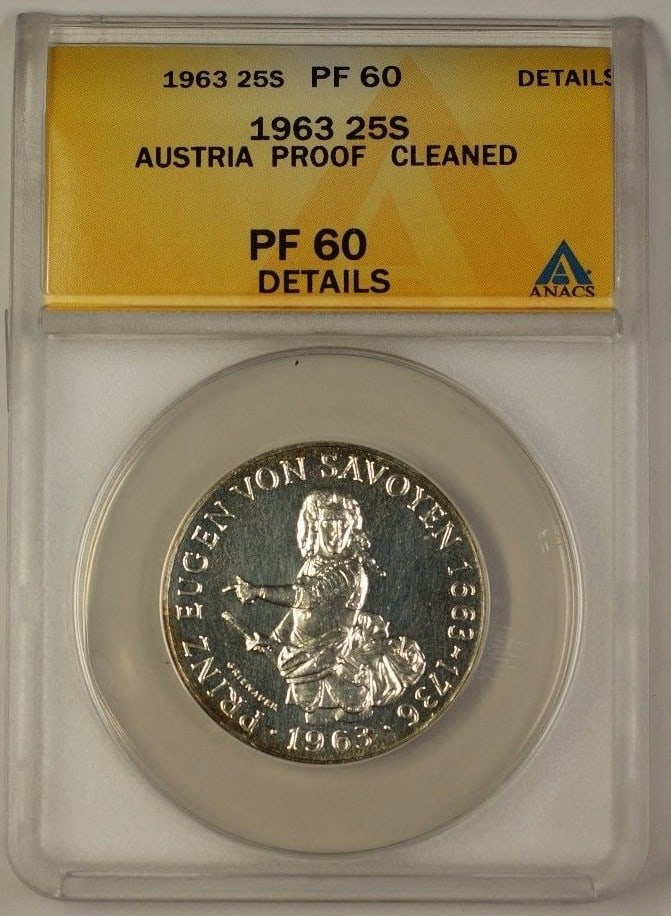 1963 25S PF 60 DETAILS
1963 25S
AUSTRIA PROOF CLEANED
PF 60
DETAILS
ANACS
PRINZ EUGEN VON SAVOYEN 1663-1736
· 1963 ·